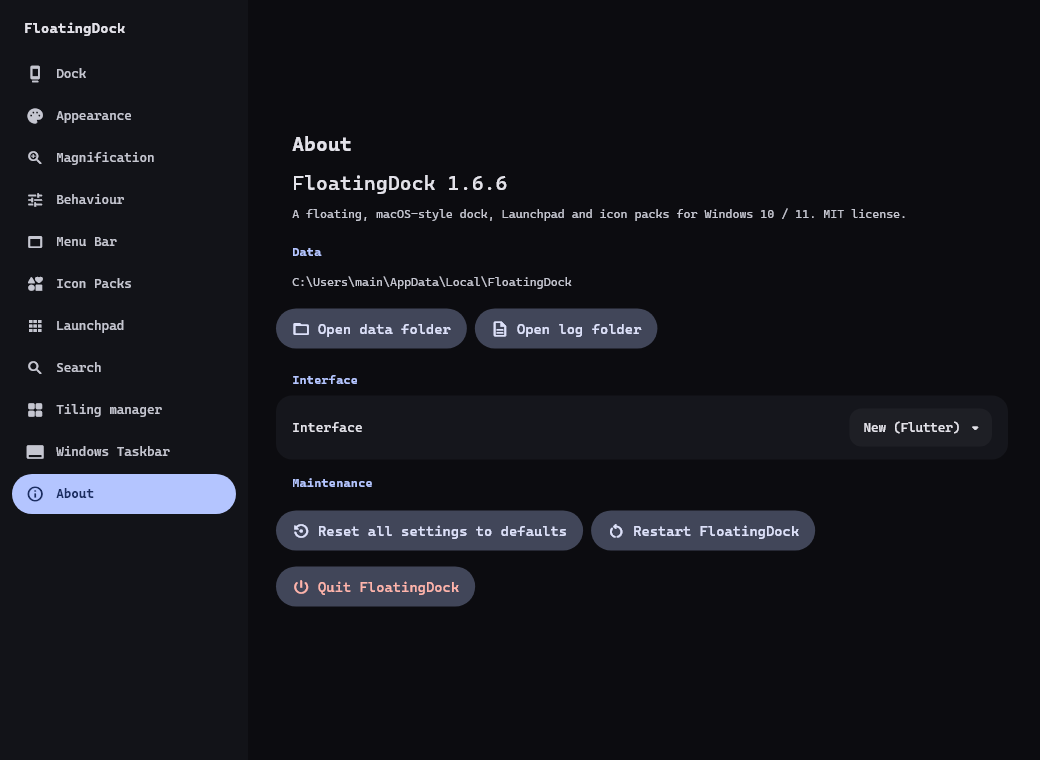 FloatingDock
Dock
Appearance
Magnification
Behaviour
Menu Bar
Icon Packs
Launchpad
Search
Tiling manager
Windows Taskbar
About
About
FloatingDock 1.6.6
A floating, macOS-style dock, Launchpad and icon packs for Windows 10 / 11. MIT license.
Data
C:\Users\main\AppData\Local\FloatingDock
Open data folder
Open log folder
Interface
Interface
New (Flutter)
Maintenance
Reset all settings to defaults
Restart FloatingDock
Quit FloatingDock